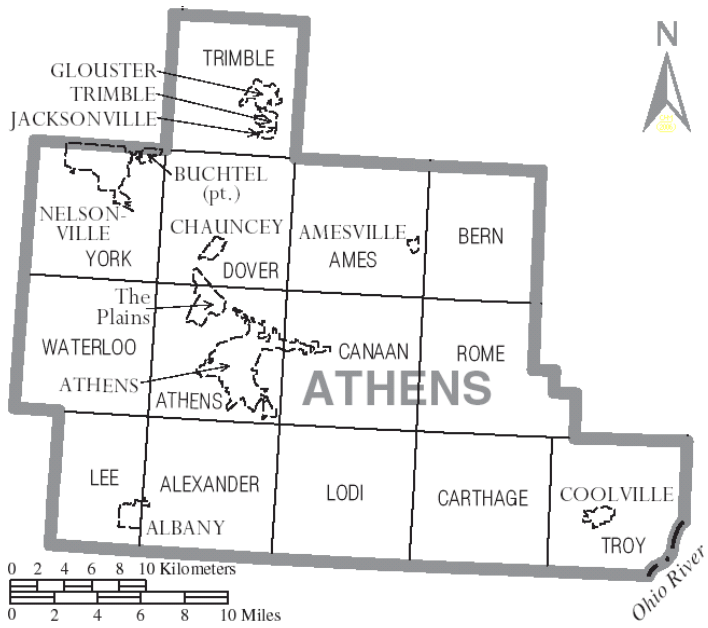 TRIMBLE
N
GLOUSTER
TRIMBLE
JACKSONVILLE
BUCHTEL
(pt.)
NELSON-
VILLE
YORK
CHAUNCEY
DOVER
AMESVILLE
AMES
BERN
The
Plains
WATERLOO
ATHENS
ATHENS
CANAAN
ROME
ATHENS
LEE
ALEXANDER
LODI
CARTHAGE
COOLVILLE
ALBANY
TROY
Ohio River
0 2 4 6 8 10 Kilometers
0 2 4 6 8 10 Miles